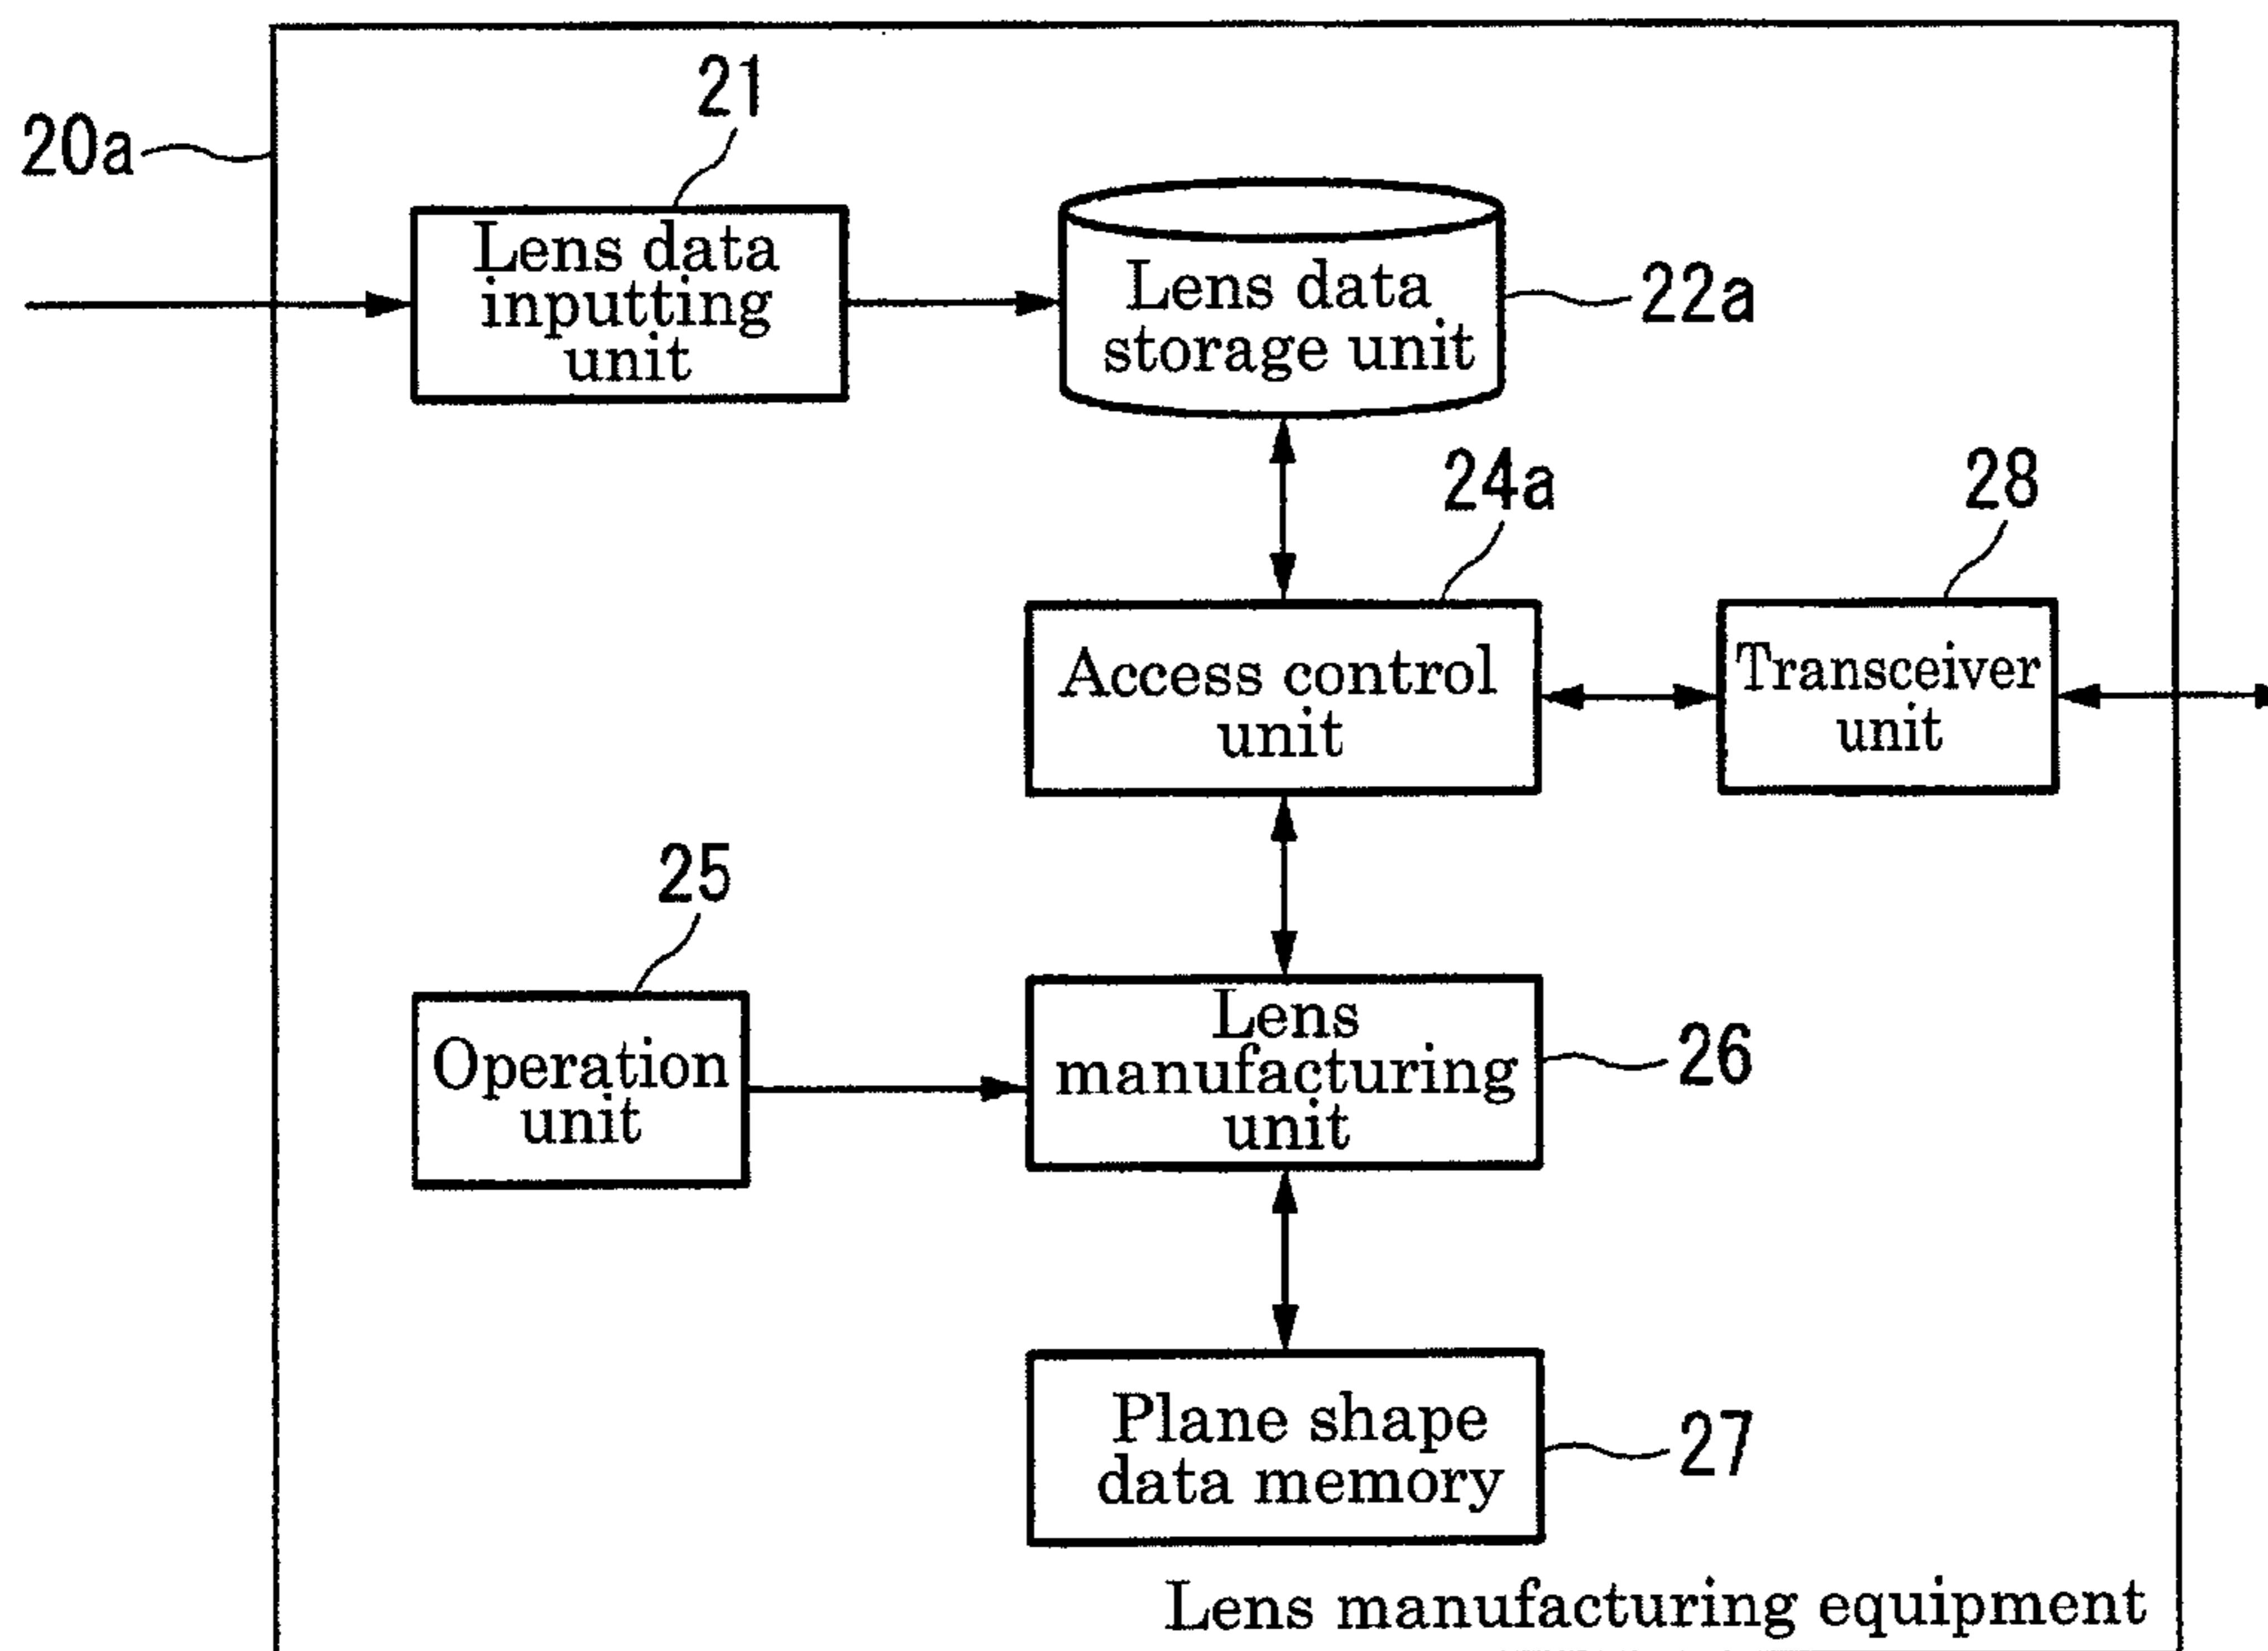 21
20a
Lens data
inputting
unit
Lens data
storage unit
22a
24a
28
Access control
unit
Transceiver
unit
25
Operation
unit
Lens
manufacturing
unit
26
Plane shape
data memory
27
Lens manufacturing equipment